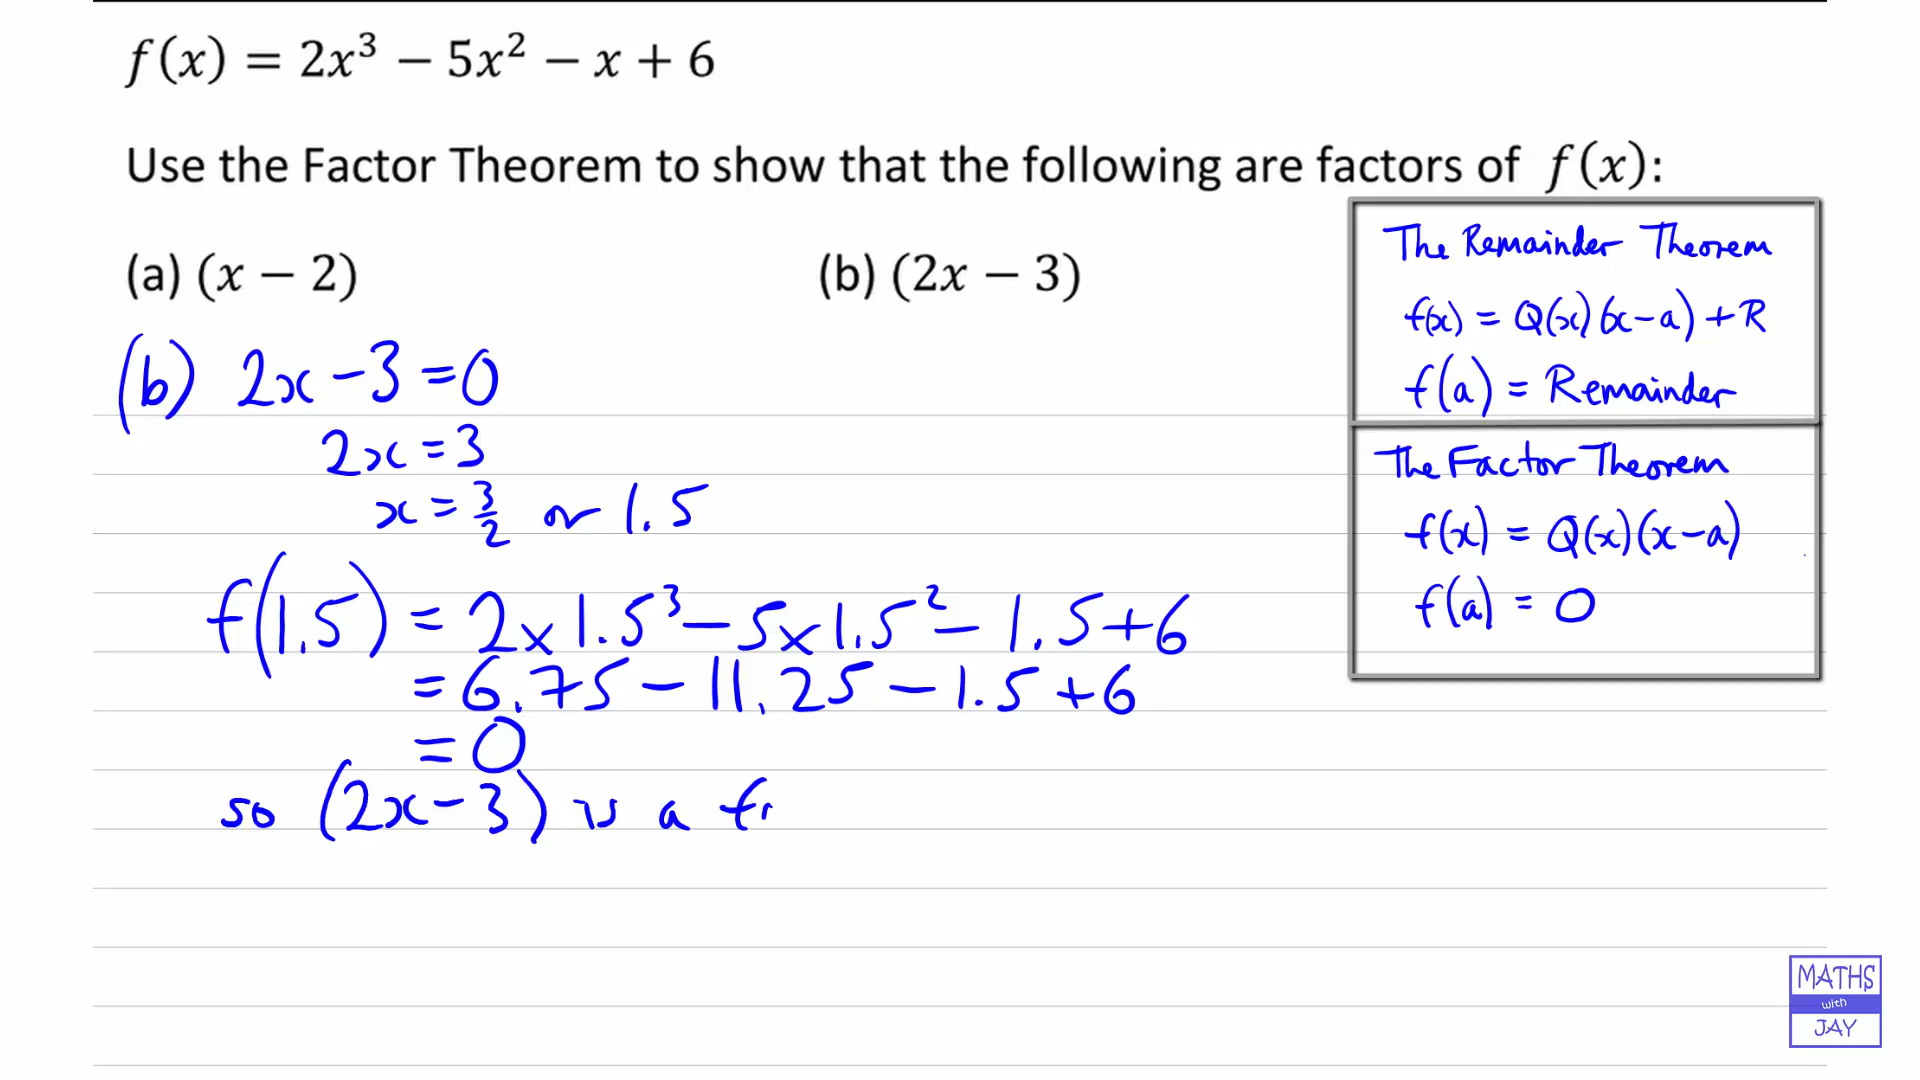 f(x) = 2x³ − 5x² − x + 6
Use the Factor Theorem to show that the following are factors of f(x):
(a) (x − 2) (b) (2x − 3)
(b) 2x − 3 = 0
2x = 3
x = 3/2 or 1.5
f(1.5) = 2 × 1.5³ − 5 × 1.5² − 1.5 + 6
= 6.75 − 11.25 − 1.5 + 6
= 0
so (2x − 3) is a
The Remainder Theorem
f(x) = Q(x)(x − a) + R
f(a) = Remainder
The Factor Theorem
f(x) = Q(x)(x − a)
f(a) = 0
MATHS
with
JAY